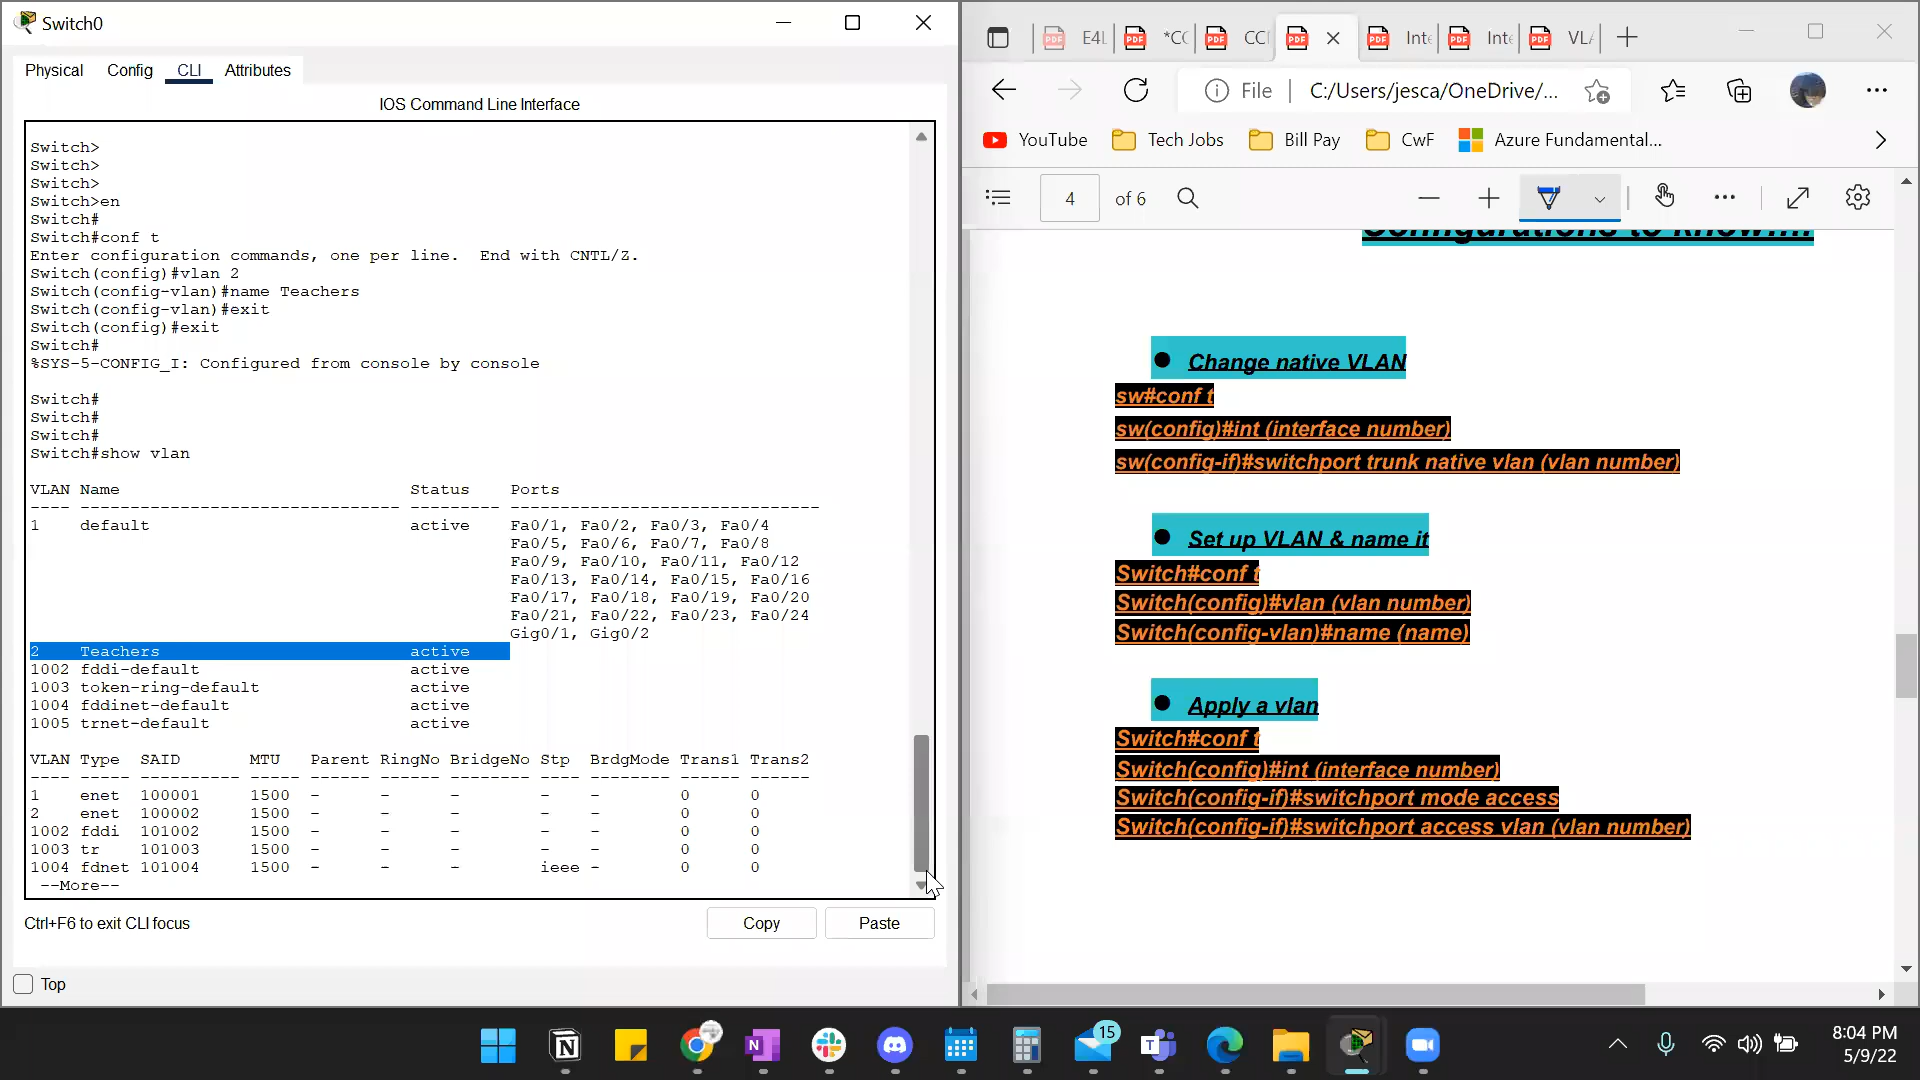 Switch0
Physical Config CLI Attributes
IOS Command Line Interface
Switch>
Switch>
Switch>
Switch>en
Switch#
Switch#conf t
Enter configuration commands, one per line.  End with CNTL/Z.
Switch(config)#vlan 2
Switch(config-vlan)#name Teachers
Switch(config-vlan)#exit
Switch(config)#exit
Switch#
%SYS-5-CONFIG_I: Configured from console by console
Switch#
Switch#
Switch#
Switch#show vlan
VLAN Name                             Status    Ports
---- -------------------------------- --------- -------------------------------
1    default                          active    Fa0/1, Fa0/2, Fa0/3, Fa0/4
Fa0/5, Fa0/6, Fa0/7, Fa0/8
Fa0/9, Fa0/10, Fa0/11, Fa0/12
Fa0/13, Fa0/14, Fa0/15, Fa0/16
Fa0/17, Fa0/18, Fa0/19, Fa0/20
Fa0/21, Fa0/22, Fa0/23, Fa0/24
Gig0/1, Gig0/2
2    Teachers                         active
1002 fddi-default                     active
1003 token-ring-default               active
1004 fddinet-default                  active
1005 trnet-default                    active
VLAN Type  SAID       MTU   Parent RingNo BridgeNo Stp  BrdgMode Trans1 Trans2
---- ----- ---------- ----- ------ ------ -------- ---- -------- ------ ------
1    enet  100001     1500  -      -      -        -    -        0      0
2    enet  100002     1500  -      -      -        -    -        0      0
1002 fddi  101002     1500  -      -      -        -    -        0      0
1003 tr    101003     1500  -      -      -        -    -        0      0
1004 fdnet 101004     1500  -      -      -        ieee -        0      0
--More--
Ctrl+F6 to exit CLI focus
Copy
Paste
Top
E4L *CC CCI Inte Inte VLA
File C:/Users/jesca/OneDrive/...
YouTube Tech Jobs Bill Pay CwF Azure Fundamental...
4 of 6
Configurations to know!!!!
Change native VLAN
sw#conf t
sw(config)#int (interface number)
sw(config-if)#switchport trunk native vlan (vlan number)
Set up VLAN & name it
Switch#conf t
Switch(config)#vlan (vlan number)
Switch(config-vlan)#name (name)
Apply a vlan
Switch#conf t
Switch(config)#int (interface number)
Switch(config-if)#switchport mode access
Switch(config-if)#switchport access vlan (vlan number)
15
8:04 PM
5/9/22